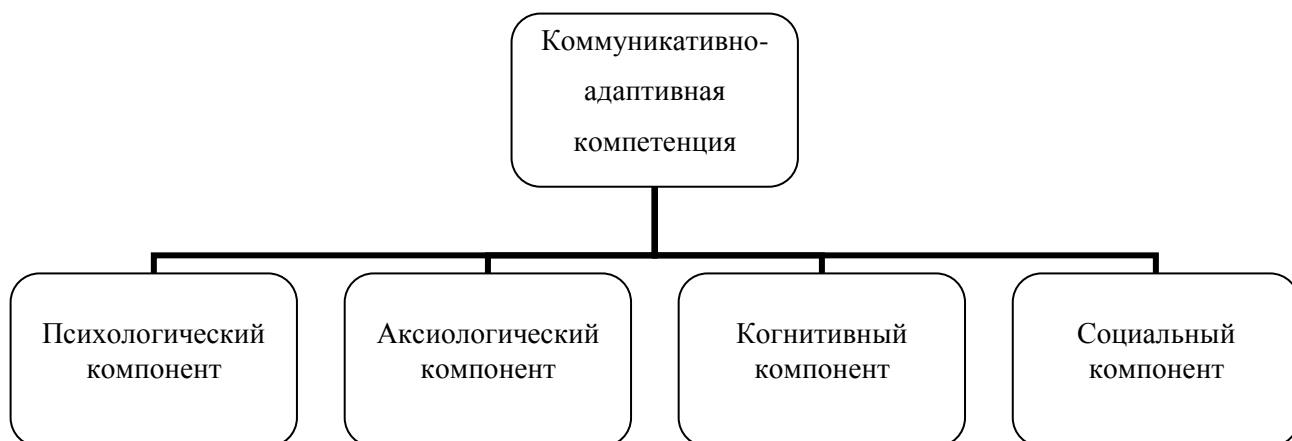 Коммуникативно-
адаптивная
компетенция
Психологический
компонент
Аксиологический
компонент
Когнитивный
компонент
Социальный
компонент